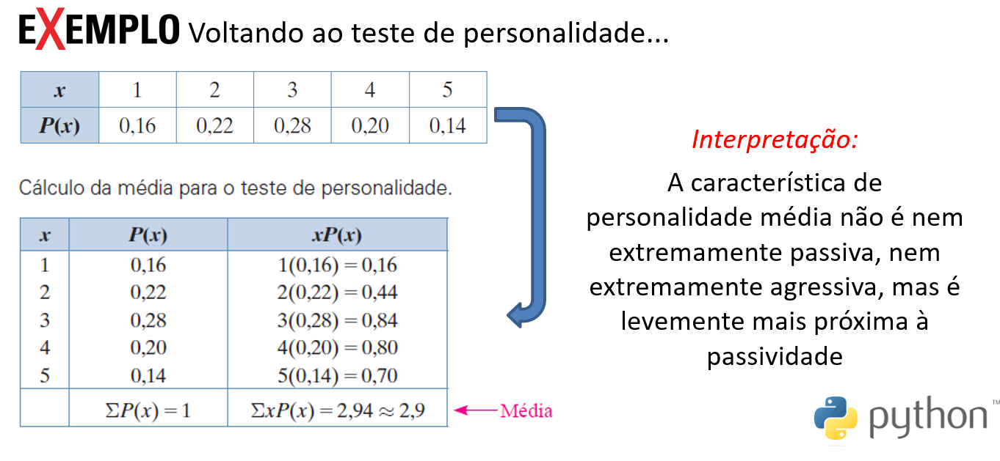 EXEMPLO Voltando ao teste de personalidade...
x 1 2 3 4 5
P(x) 0,16 0,22 0,28 0,20 0,14
Cálculo da média para o teste de personalidade.
x P(x) xP(x)
1 0,16 1(0,16) = 0,16
2 0,22 2(0,22) = 0,44
3 0,28 3(0,28) = 0,84
4 0,20 4(0,20) = 0,80
5 0,14 5(0,14) = 0,70
ΣP(x) = 1 ΣxP(x) = 2,94 ≈ 2,9 Média
Interpretação:
A característica de
personalidade média não é nem
extremamente passiva, nem
extremamente agressiva, mas é
levemente mais próxima à
passividade
python™